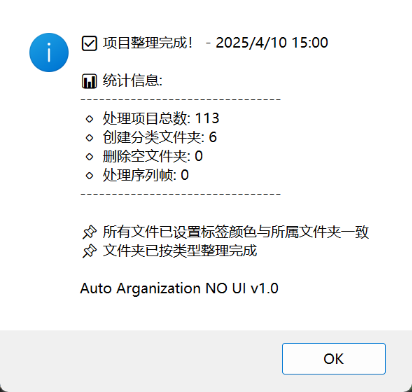 ☑ 项目整理完成! - 2025/4/10 15:00
📊 统计信息:
------------------------------
◇ 处理项目总数: 113
◇ 创建分类文件夹: 6
◇ 删除空文件夹: 0
◇ 处理序列帧: 0
------------------------------
📌 所有文件已设置标签颜色与所属文件夹一致
📌 文件夹已按类型整理完成
Auto Arganization NO UI v1.0
OK